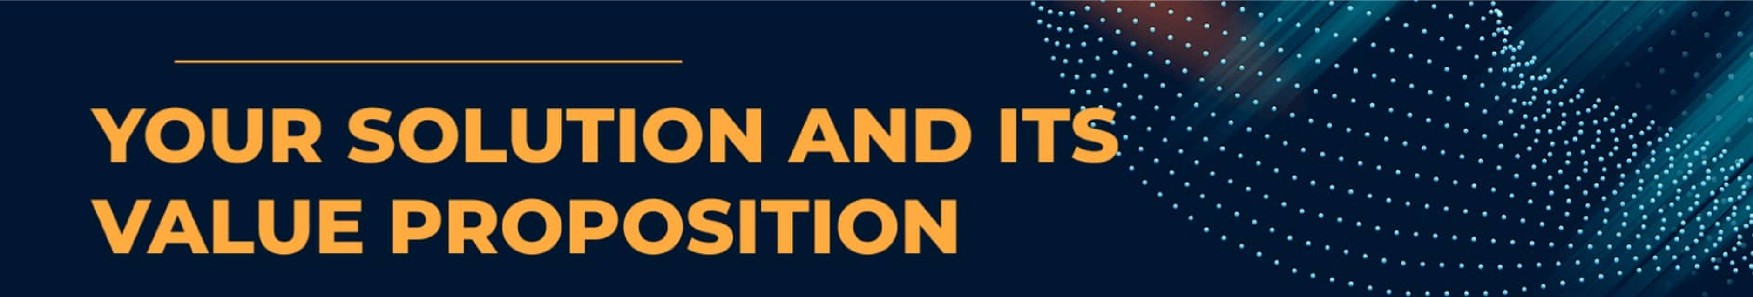 YOUR SOLUTION AND ITS
VALUE PROPOSITION